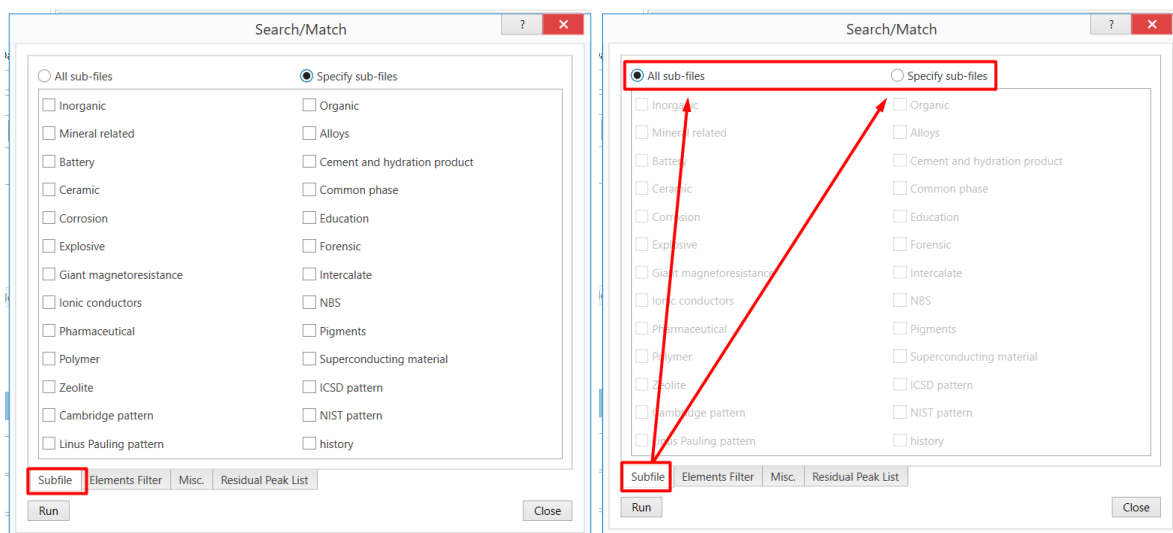 Search/Match
?
All sub-files Specify sub-files
Inorganic Organic
Mineral related Alloys
Battery Cement and hydration product
Ceramic Common phase
Corrosion Education
Explosive Forensic
Giant magnetoresistance Intercalate
Ionic conductors NBS
Pharmaceutical Pigments
Polymer Superconducting material
Zeolite ICSD pattern
Cambridge pattern NIST pattern
Linus Pauling pattern history
Subfile Elements Filter Misc. Residual Peak List
Run Close
Search/Match
?
All sub-files Specify sub-files
Inorganic Organic
Mineral related Alloys
Battery Cement and hydration product
Ceramic Common phase
Corrosion Education
Explosive Forensic
Giant magnetoresistance Intercalate
Ionic conductors NBS
Pharmaceutical Pigments
Polymer Superconducting material
Zeolite ICSD pattern
Cambridge pattern NIST pattern
Linus Pauling pattern history
Subfile Elements Filter Misc. Residual Peak List
Run Close